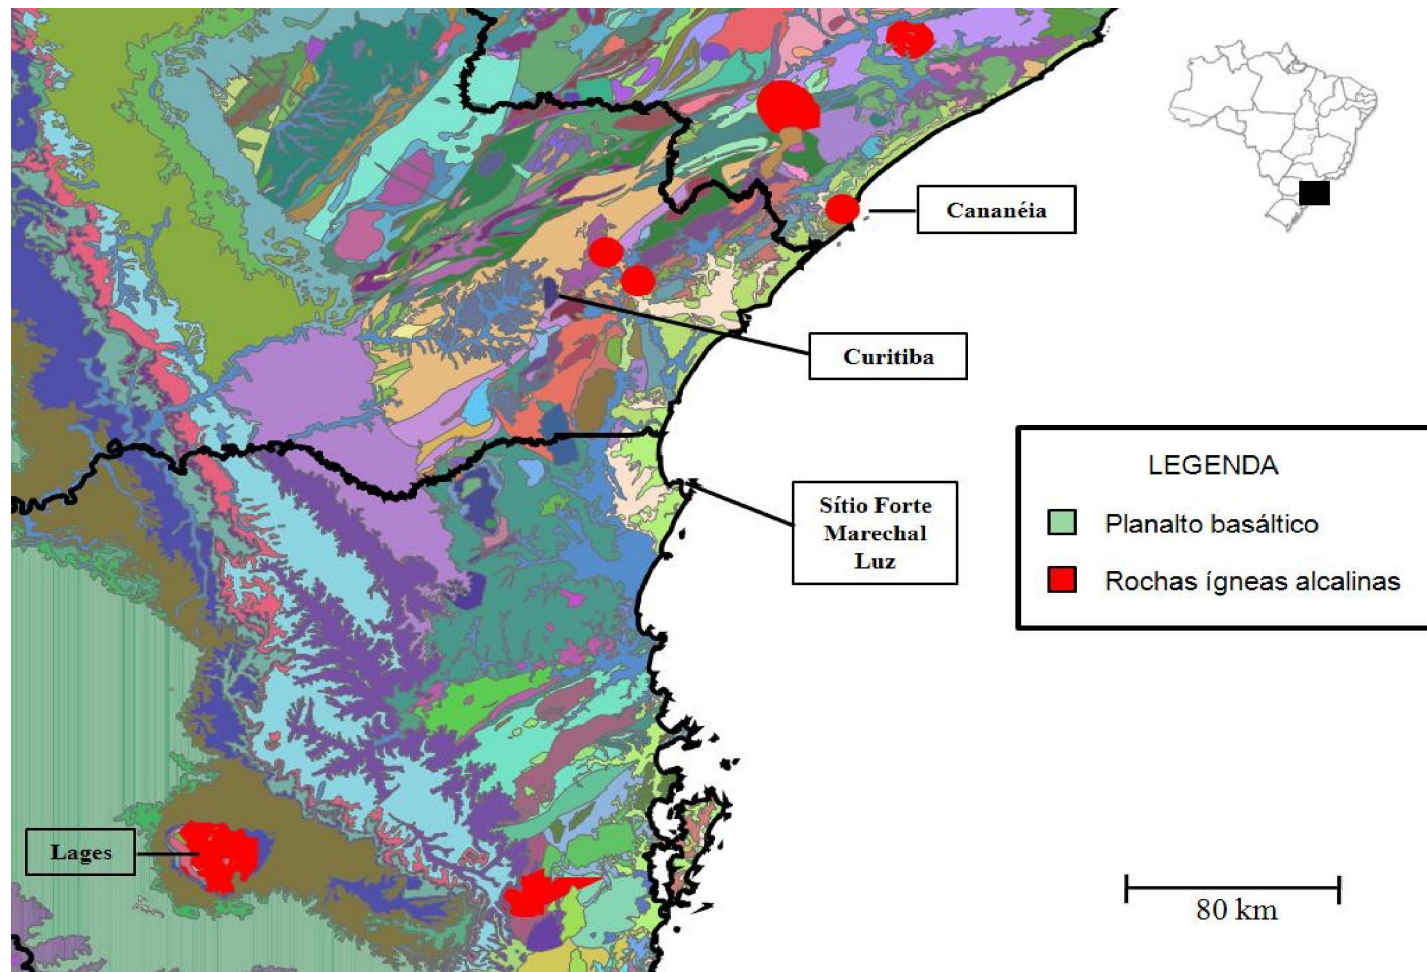 Cananéia
Curitiba
Sítio Forte
Marechal
Luz
LEGENDA
Planalto basáltico
Rochas ígneas alcalinas
Lages
80 km